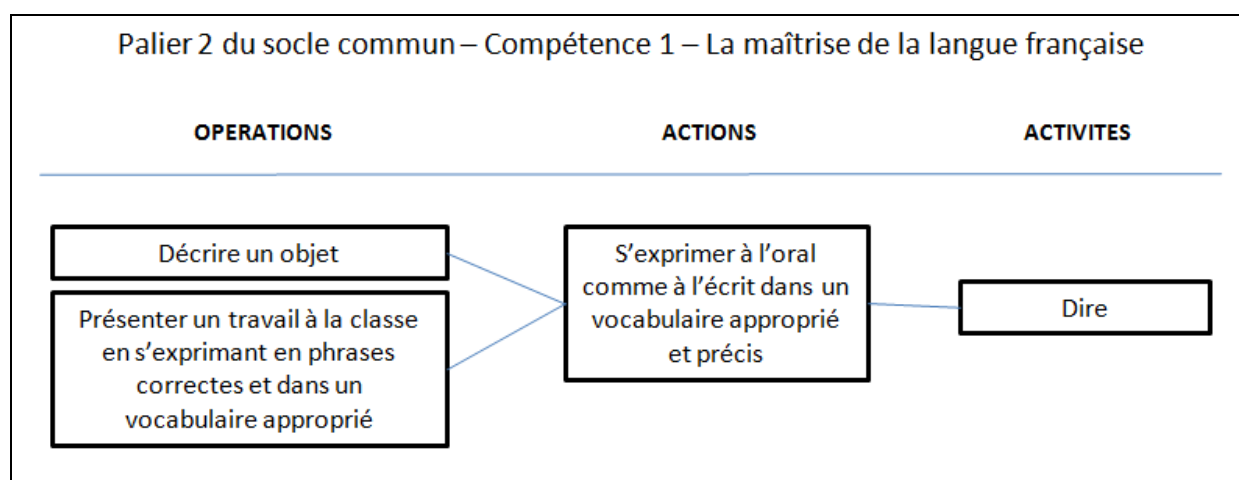 Palier 2 du socle commun – Compétence 1 – La maîtrise de la langue française
OPERATIONS
ACTIONS
ACTIVITES
Décrire un objet
Présenter un travail à la classe
en s’exprimant en phrases
correctes et dans un
vocabulaire approprié
S’exprimer à l’oral
comme à l’écrit dans un
vocabulaire approprié
et précis
Dire